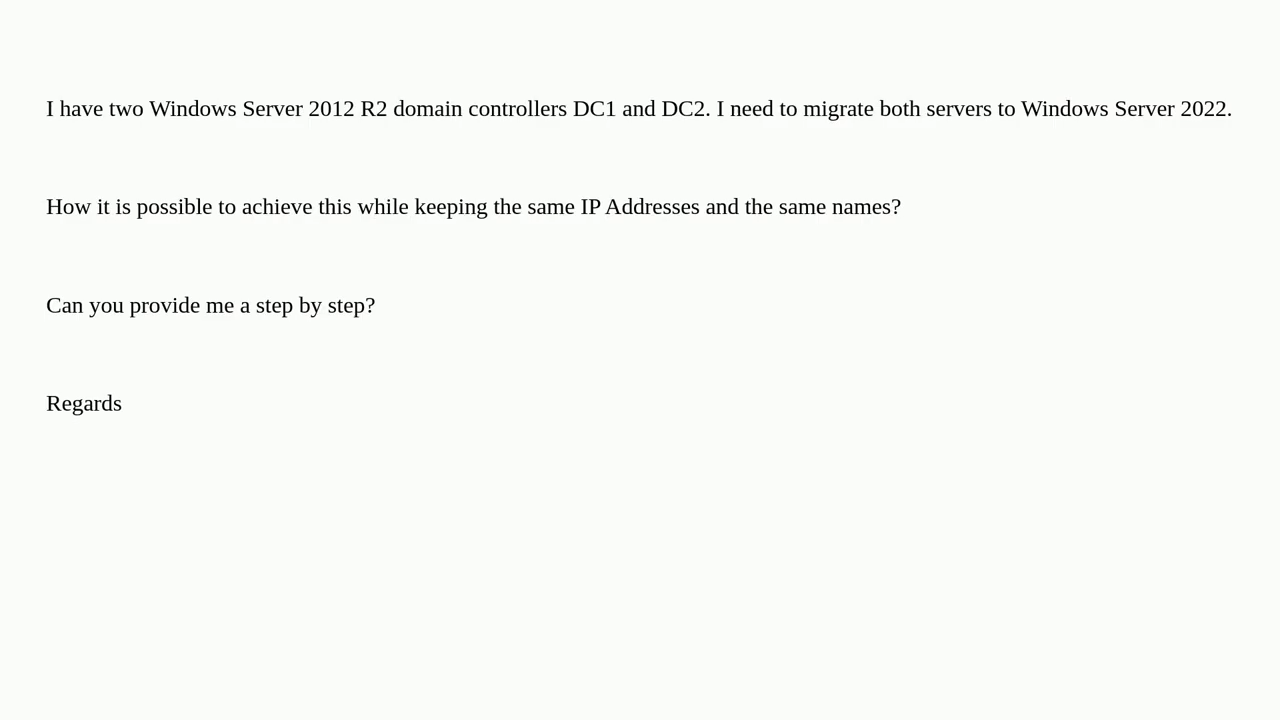 I have two Windows Server 2012 R2 domain controllers DC1 and DC2. I need to migrate both servers to Windows Server 2022.
How it is possible to achieve this while keeping the same IP Addresses and the same names?
Can you provide me a step by step?
Regards